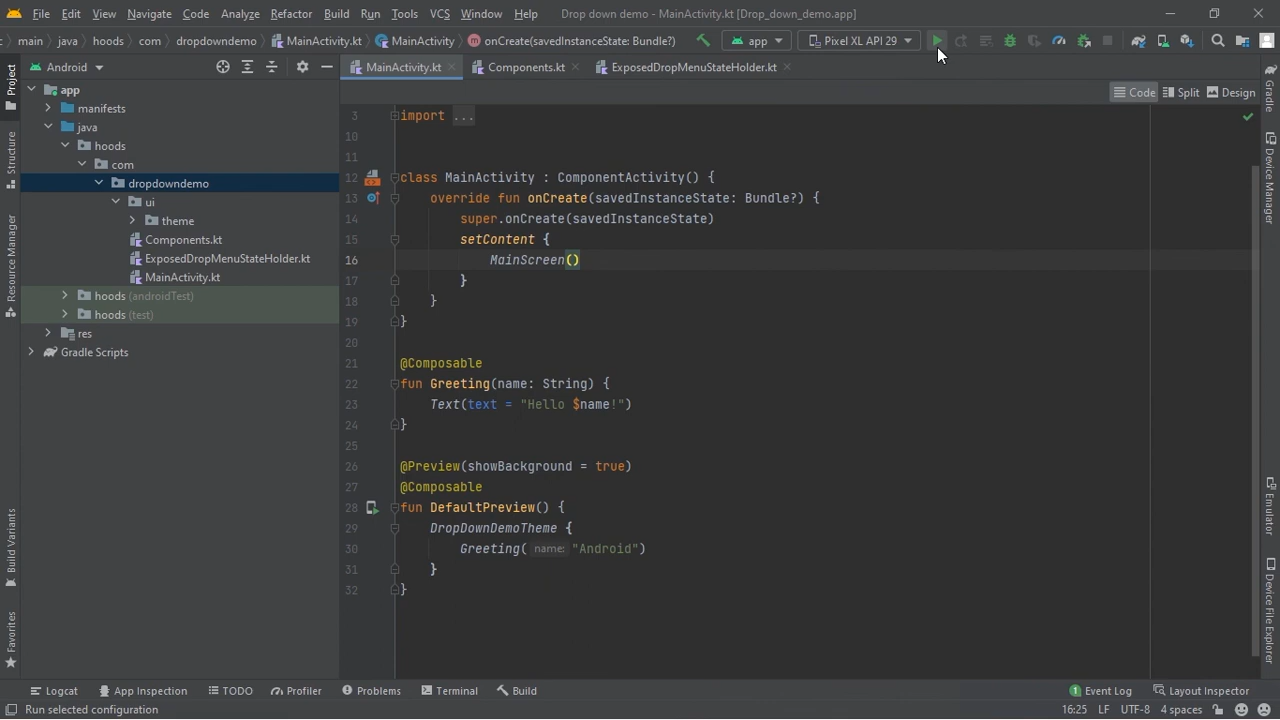 File Edit View Navigate Code Analyze Refactor Build Run Tools VCS Window Help Drop down demo - MainActivity.kt [Drop_down_demo.app]
main java hoods com dropdowndemo MainActivity.kt MainActivity onCreate(savedInstanceState: Bundle?) app Pixel XL API 29
Android MainActivity.kt Components.kt ExposedDropMenuStateHolder.kt
Code Split Design
Project
Structure
Resource Manager
Build Variants
Favorites
app
manifests
java
hoods
com
dropdowndemo
ui
theme
Components.kt
ExposedDropMenuStateHolder.kt
MainActivity.kt
hoods (androidTest)
hoods (test)
res
Gradle Scripts
3 import ...
10
11
12 class MainActivity : ComponentActivity() {
13 override fun onCreate(savedInstanceState: Bundle?) {
14 super.onCreate(savedInstanceState)
15 setContent {
16 MainScreen()
17 }
18 }
19 }
20
21 @Composable
22 fun Greeting(name: String) {
23 Text(text = "Hello $name!")
24 }
25
26 @Preview(showBackground = true)
27 @Composable
28 fun DefaultPreview() {
29 DropDownDemoTheme {
30 Greeting( name: "Android")
31 }
32 }
Gradle
Device Manager
Emulator
Device File Explorer
Logcat App Inspection TODO Profiler Problems Terminal Build 1 Event Log Layout Inspector
Run selected configuration 16:25 LF UTF-8 4 spaces